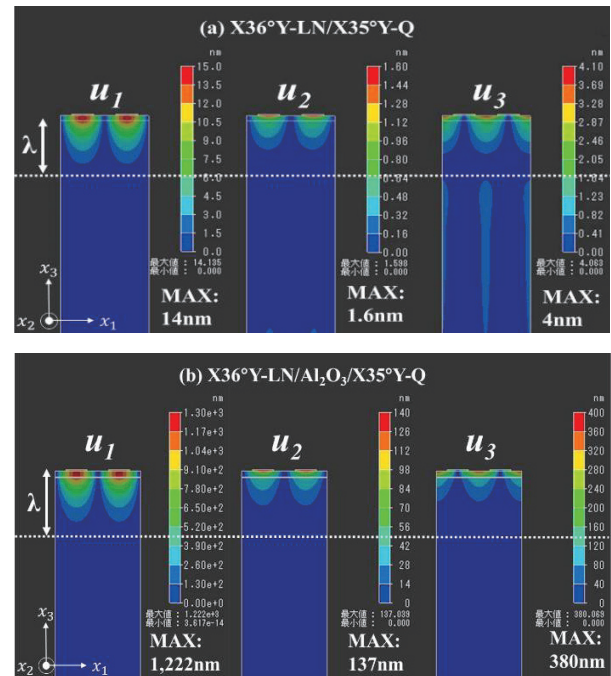 (a) X36°Y-LN/X35°Y-Q
nm nm nm
u₁ u₂ u₃
15.0 1.60 4.10
13.5 1.44 3.69
12.0 1.28 3.28
10.5 1.12 2.87
9.0 0.96 2.46
7.5 0.80 2.05
6.0 0.64 1.64
4.5 0.48 1.23
3.0 0.32 0.82
1.5 0.16 0.41
0.0 0.00 0.00
λ
最大値 : 14.135
最小値 : 0.000
最大値 : 1.598
最小値 : 0.000
最大値 : 4.063
最小値 : 0.000
MAX:
14nm
MAX:
1.6nm
MAX:
4nm
x₃
x₂ x₁
(b) X36°Y-LN/Al₂O₃/X35°Y-Q
nm nm nm
u₁ u₂ u₃
1.30e+3 140 400
1.17e+3 126 360
1.04e+3 112 320
9.10e+2 98 280
7.80e+2 84 240
6.50e+2 70 200
5.20e+2 56 160
3.90e+2 42 120
2.60e+2 28 80
1.30e+2 14 40
0.00e+0 0 0
λ
最大値 : 1.222e+3
最小値 : 3.617e-14
最大値 : 137.039
最小値 : 0.000
最大値 : 380.069
最小値 : 0.000
MAX:
1,222nm
MAX:
137nm
MAX:
380nm
x₃
x₂ x₁